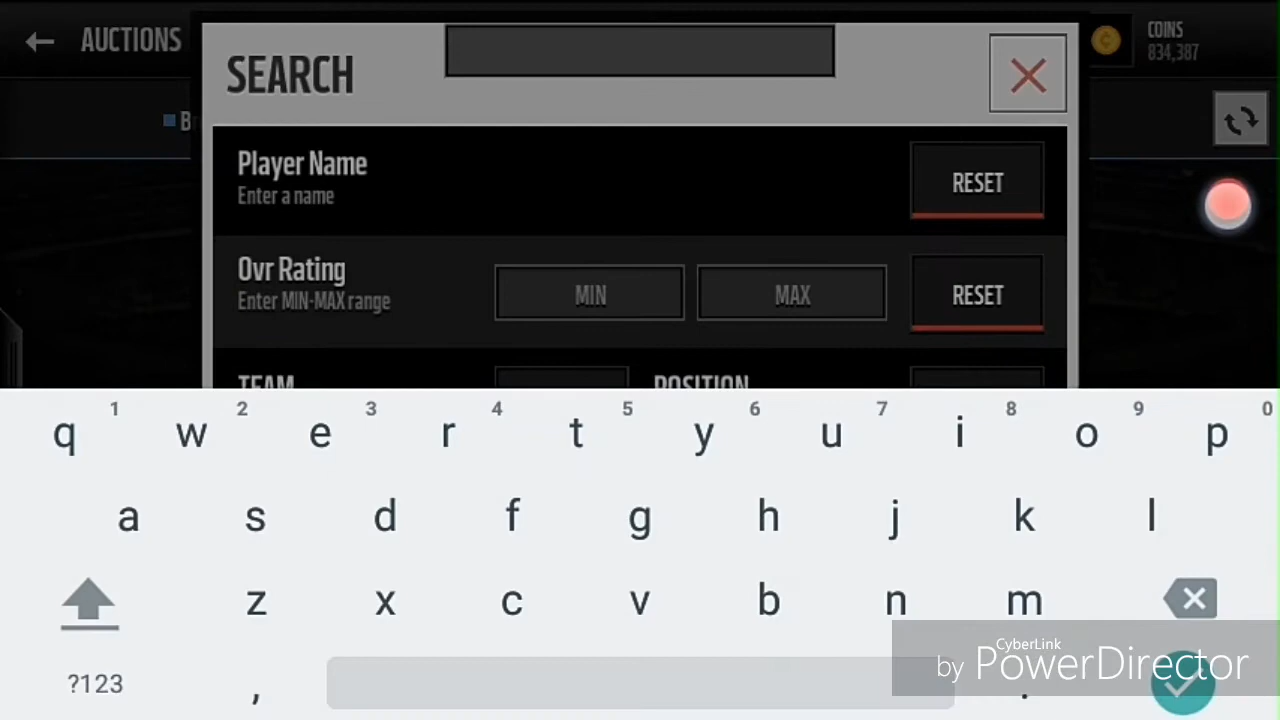 AUCTIONS
SEARCH
COINS
834,387
B
Player Name
Enter a name
RESET
Ovr Rating
Enter MIN-MAX range
MIN
MAX
RESET
TEAM
POSITION
1 2 3 4 5 6 7 8 9 0
q w e r t y u i o p
a s d f g h j k l
z x c v b n m
?123 , .
CyberLink
by PowerDirector